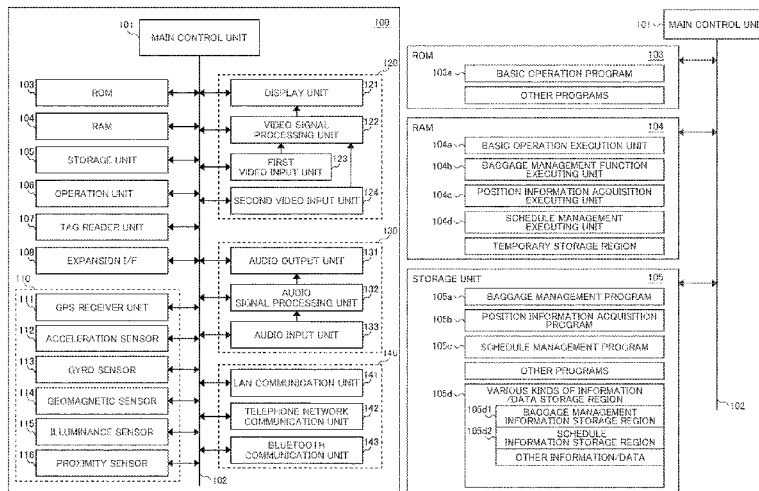 100
101
MAIN CONTROL UNIT
103
ROM
104
RAM
105
STORAGE UNIT
106
OPERATION UNIT
107
TAG READER UNIT
108
EXPANSION I/F
110
111
GPS RECEIVER UNIT
112
ACCELERATION SENSOR
113
GYRO SENSOR
114
GEOMAGNETIC SENSOR
115
ILLUMINANCE SENSOR
116
PROXIMITY SENSOR
102
120
DISPLAY UNIT
121
VIDEO SIGNAL
PROCESSING UNIT
122
FIRST
VIDEO INPUT UNIT
123
SECOND VIDEO INPUT UNIT
124
130
AUDIO OUTPUT UNIT
131
AUDIO
SIGNAL PROCESSING UNIT
132
AUDIO INPUT UNIT
133
140
LAN COMMUNICATION UNIT
141
TELEPHONE NETWORK
COMMUNICATION UNIT
142
BLUETOOTH
COMMUNICATION UNIT
143
101
MAIN CONTROL UNIT
ROM
103
103a
BASIC OPERATION PROGRAM
OTHER PROGRAMS
RAM
104
104a
BASIC OPERATION EXECUTION UNIT
104b
BAGGAGE MANAGEMENT FUNCTION
EXECUTING UNIT
104c
POSITION INFORMATION ACQUISITION
EXECUTING UNIT
104d
SCHEDULE MANAGEMENT
EXECUTING UNIT
TEMPORARY STORAGE REGION
STORAGE UNIT
105
105a
BAGGAGE MANAGEMENT PROGRAM
105b
POSITION INFORMATION ACQUISITION
PROGRAM
105c
SCHEDULE MANAGEMENT PROGRAM
OTHER PROGRAMS
105d
VARIOUS KINDS OF INFORMATION
/DATA STORAGE REGION
105d1
BAGGAGE MANAGEMENT
INFORMATION STORAGE REGION
105d2
SCHEDULE
INFORMATION STORAGE REGION
OTHER INFORMATION/DATA
102